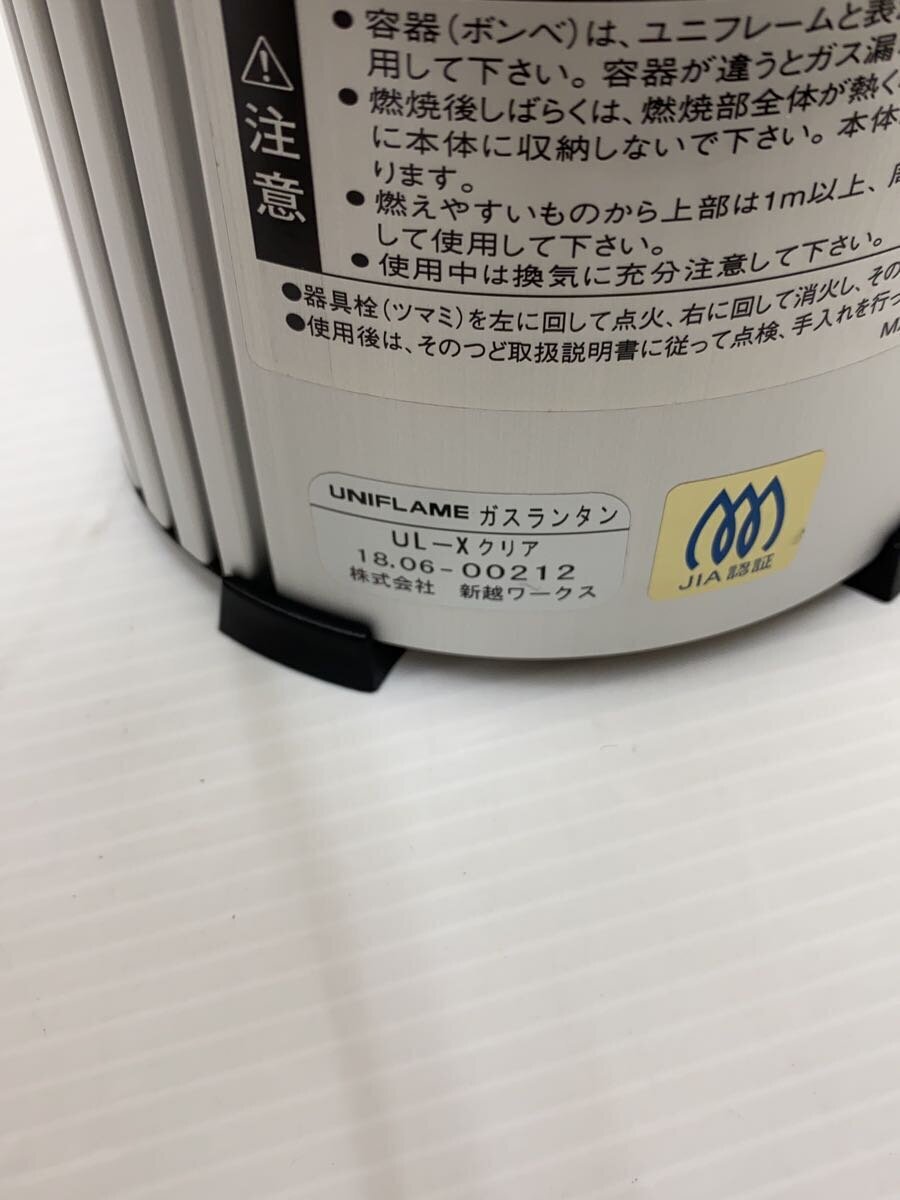 ⚠注意
● 容器(ボンベ)は、ユニフレームと表
用して下さい。容器が違うとガス漏
● 燃焼後しばらくは、燃焼部全体が熱く
に本体に収納しないで下さい。本体
ります。
● 燃えやすいものから上部は1m以上、周
して使用して下さい。
● 使用中は換気に充分注意して下さい。
●器具栓(ツマミ)を左に回して点火、右に回して消火し、その
●使用後は、そのつど取扱説明書に従って点検、手入れを行っ
UNIFLAME ガスランタン
UL-X クリア
18.06-00212
株式会社 新越ワークス
JIA 認証